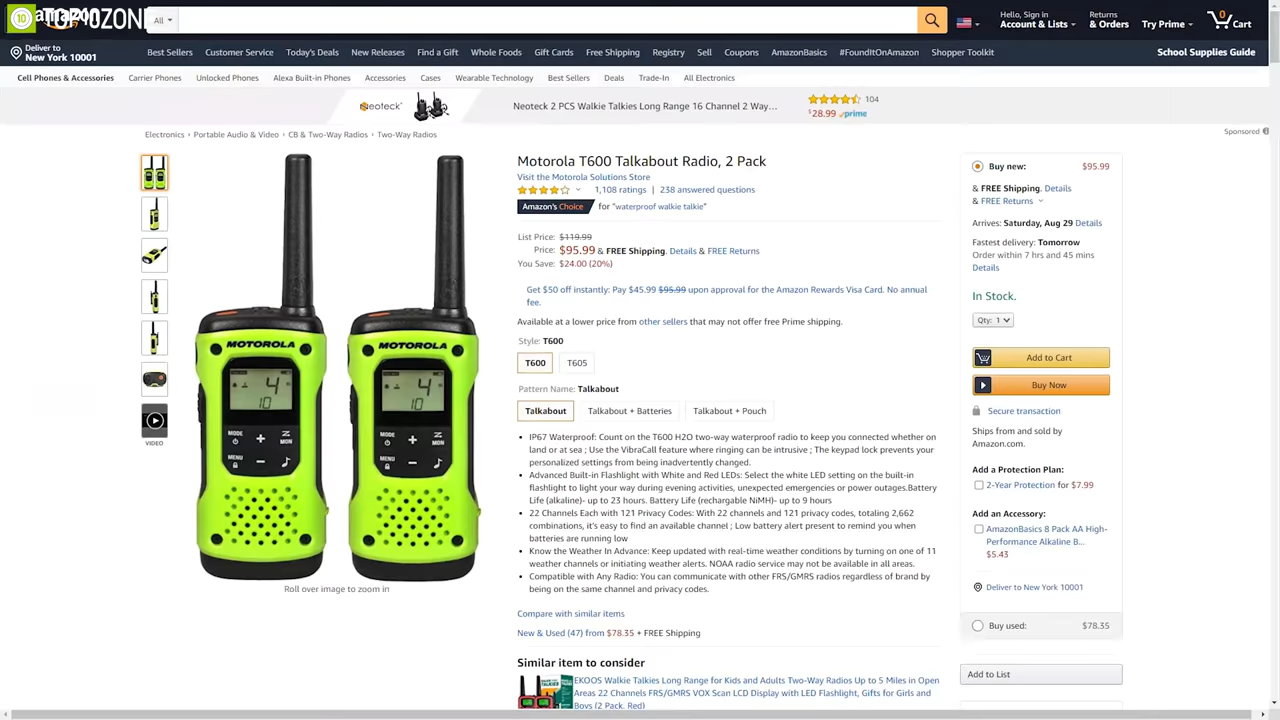 10 TOP10ZONE
All
Hello, Sign in
Account & Lists
Returns
& Orders
Try Prime
0
Cart
Deliver to
New York 10001
Best Sellers Customer Service Today's Deals New Releases Find a Gift Whole Foods Gift Cards Free Shipping Registry Sell Coupons AmazonBasics #FoundItOnAmazon Shopper Toolkit
School Supplies Guide
Cell Phones & Accessories Carrier Phones Unlocked Phones Alexa Built-in Phones Accessories Cases Wearable Technology Best Sellers Deals Trade-In All Electronics
Neoteck
Neoteck 2 PCS Walkie Talkies Long Range 16 Channel 2 Way...
104
$28.99 prime
Sponsored
Electronics › Portable Audio & Video › CB & Two-Way Radios › Two-Way Radios
VIDEO
MOTOROLA
4
10
MODE
Z
MON
MENU
MOTOROLA
4
10
MODE
Z
MON
MENU
Roll over image to zoom in
Motorola T600 Talkabout Radio, 2 Pack
Visit the Motorola Solutions Store
1,108 ratings | 238 answered questions
Amazon's Choice for "waterproof walkie talkie"
List Price: $119.99
Price: $95.99 & FREE Shipping. Details & FREE Returns
You Save: $24.00 (20%)
Get $50 off instantly: Pay $45.99 $95.99 upon approval for the Amazon Rewards Visa Card. No annual
fee.
Available at a lower price from other sellers that may not offer free Prime shipping.
Style: T600
T600 T605
Pattern Name: Talkabout
Talkabout Talkabout + Batteries Talkabout + Pouch
• IP67 Waterproof: Count on the T600 H2O two-way waterproof radio to keep you connected whether on
land or at sea ; Use the VibraCall feature where ringing can be intrusive ; The keypad lock prevents your
personalized settings from being inadvertently changed.
• Advanced Built-in Flashlight with White and Red LEDs: Select the white LED setting on the built-in
flashlight to light your way during evening activities, unexpected emergencies or power outages.Battery
Life (alkaline)- up to 23 hours. Battery Life (rechargable NiMH)- up to 9 hours
• 22 Channels Each with 121 Privacy Codes: With 22 channels and 121 privacy codes, totaling 2,662
combinations, it's easy to find an available channel ; Low battery alert present to remind you when
batteries are running low
• Know the Weather In Advance: Keep updated with real-time weather conditions by turning on one of 11
weather channels or initiating weather alerts. NOAA radio service may not be available in all areas.
• Compatible with Any Radio: You can communicate with other FRS/GMRS radios regardless of brand by
being on the same channel and privacy codes.
Compare with similar items
New & Used (47) from $78.35 + FREE Shipping
Similar item to consider
EKOOS Walkie Talkies Long Range for Kids and Adults Two-Way Radios Up to 5 Miles in Open
Areas 22 Channels FRS/GMRS VOX Scan LCD Display with LED Flashlight, Gifts for Girls and
Boys (2 Pack, Red)
Buy new: $95.99
& FREE Shipping. Details
& FREE Returns
Arrives: Saturday, Aug 29 Details
Fastest delivery: Tomorrow
Order within 7 hrs and 45 mins
Details
In Stock.
Qty: 1
Add to Cart
Buy Now
Secure transaction
Ships from and sold by
Amazon.com.
Add a Protection Plan:
2-Year Protection for $7.99
Add an Accessory:
AmazonBasics 8 Pack AA High-
Performance Alkaline B...
$5.43
Deliver to New York 10001
Buy used: $78.35
Add to List